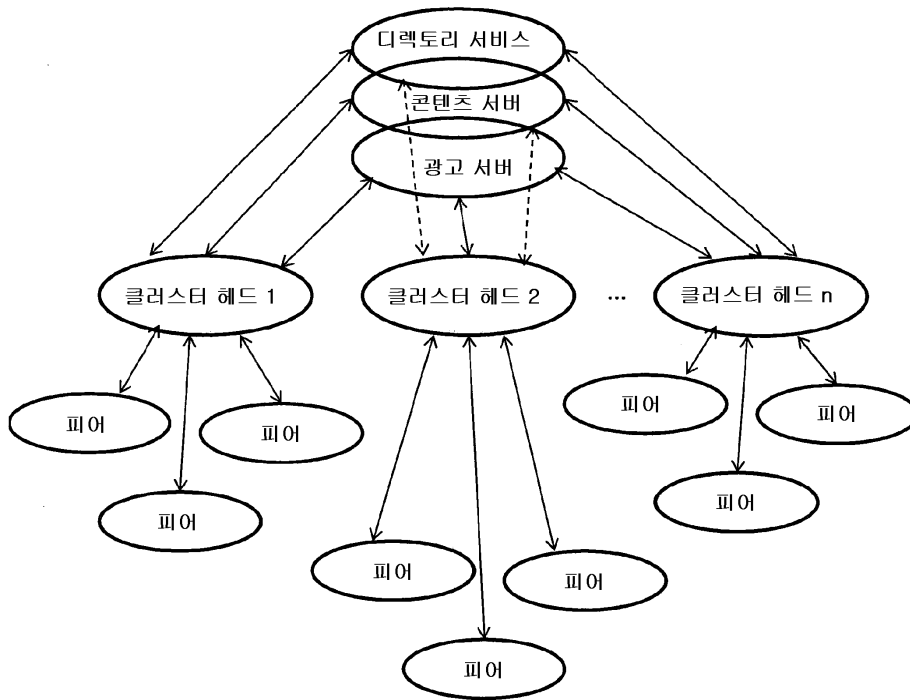 디렉토리 서비스
콘텐츠 서버
광고 서버
클러스터 헤드 1
클러스터 헤드 2
...
클러스터 헤드 n
피어
피어
피어
피어
피어
피어
피어
피어
피어